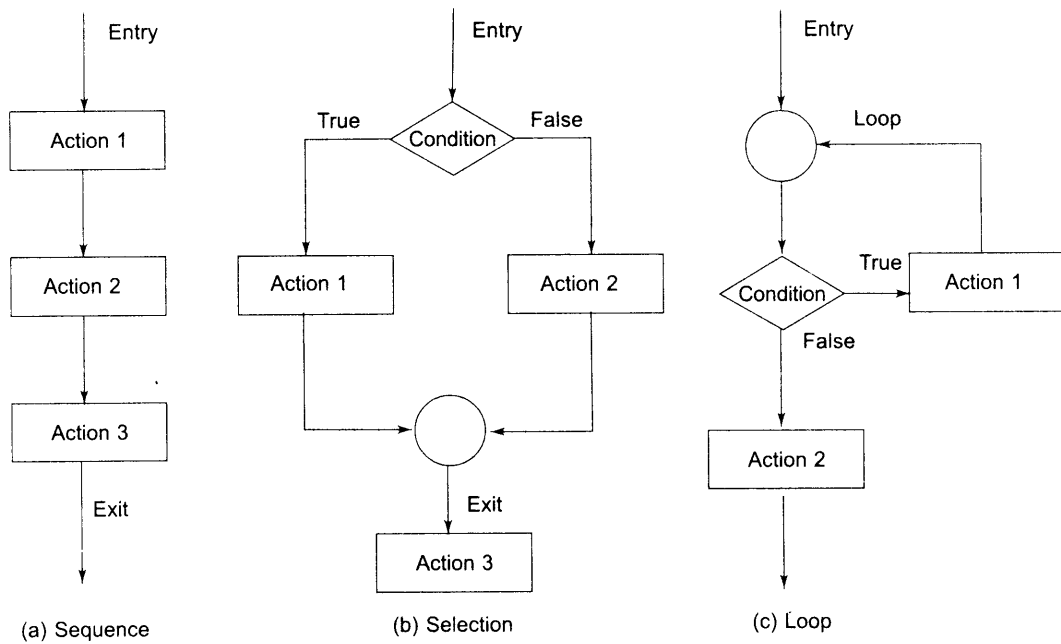 Entry
Action 1
Action 2
Action 3
Exit
(a) Sequence
Entry
True
Condition
False
Action 1
Action 2
Exit
Action 3
(b) Selection
Entry
Loop
Condition
True
Action 1
False
Action 2
(c) Loop